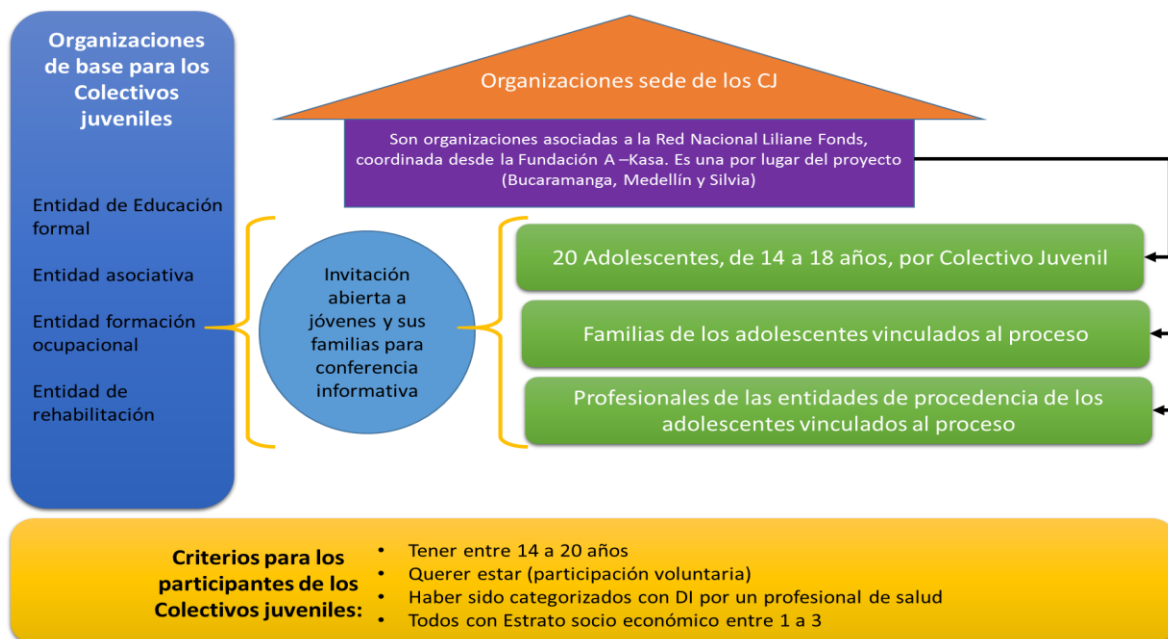 Organizaciones
de base para los
Colectivos
juveniles
Entidad de Educación
formal
Entidad asociativa
Entidad formación
ocupacional
Entidad de
rehabilitación
Organizaciones sede de los CJ
Son organizaciones asociadas a la Red Nacional Liliane Fonds,
coordinada desde la Fundación A –Kasa. Es una por lugar del proyecto
(Bucaramanga, Medellín y Silvia)
Invitación
abierta a
jóvenes y sus
familias para
conferencia
informativa
20 Adolescentes, de 14 a 18 años, por Colectivo Juvenil
Familias de los adolescentes vinculados al proceso
Profesionales de las entidades de procedencia de los
adolescentes vinculados al proceso
Criterios para los
participantes de los
Colectivos juveniles:
• Tener entre 14 a 20 años
• Querer estar (participación voluntaria)
• Haber sido categorizados con DI por un profesional de salud
• Todos con Estrato socio económico entre 1 a 3